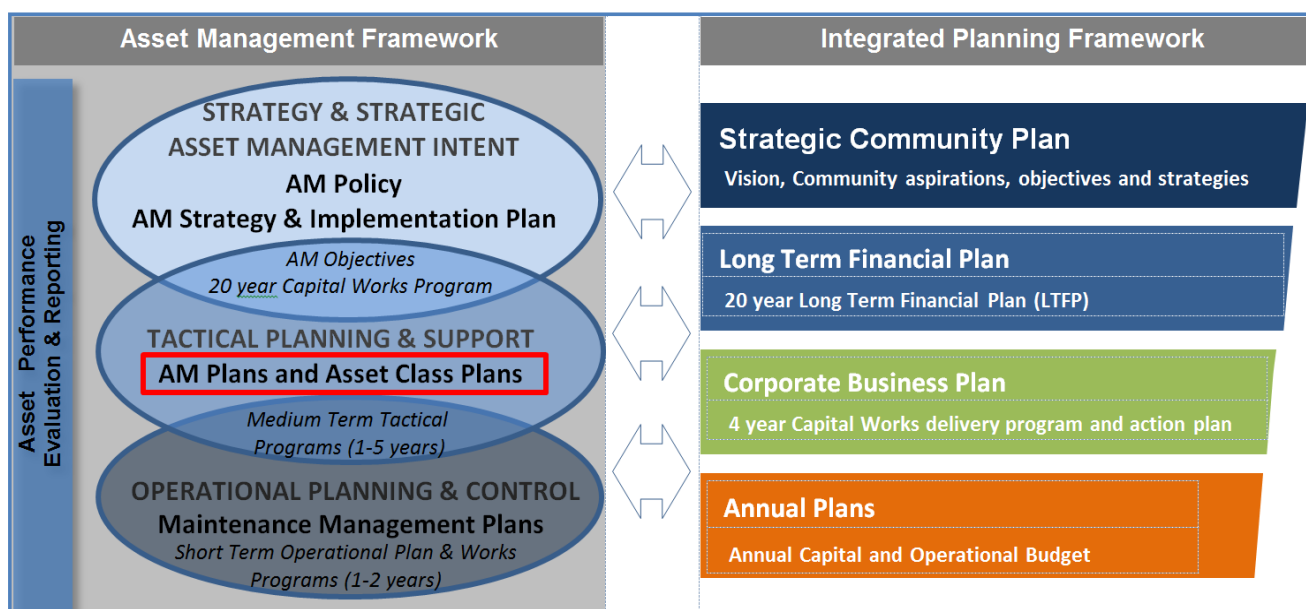 Asset Management Framework
Integrated Planning Framework
Asset Performance
Evaluation & Reporting
STRATEGY & STRATEGIC
ASSET MANAGEMENT INTENT
AM Policy
AM Strategy & Implementation Plan
AM Objectives
20 year Capital Works Program
TACTICAL PLANNING & SUPPORT
AM Plans and Asset Class Plans
Medium Term Tactical
Programs (1-5 years)
OPERATIONAL PLANNING & CONTROL
Maintenance Management Plans
Short Term Operational Plan & Works
Programs (1-2 years)
Strategic Community Plan
Vision, Community aspirations, objectives and strategies
Long Term Financial Plan
20 year Long Term Financial Plan (LTFP)
Corporate Business Plan
4 year Capital Works delivery program and action plan
Annual Plans
Annual Capital and Operational Budget